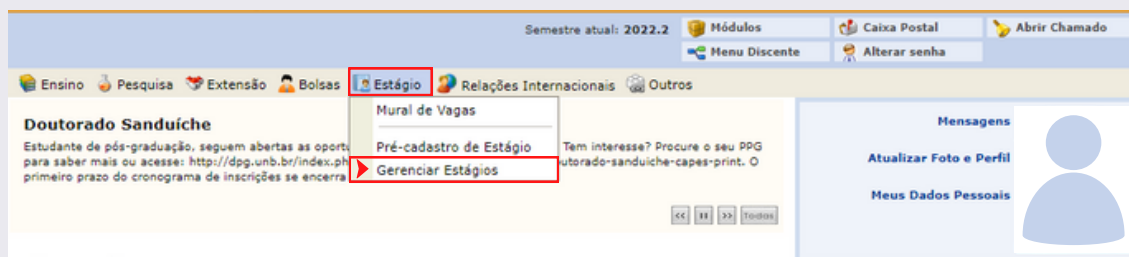 Semestre atual: 2022.2
Módulos
Caixa Postal
Abrir Chamado
Menu Discente
Alterar senha
Ensino
Pesquisa
Extensão
Bolsas
Estágio
Relações Internacionais
Outros
Mural de Vagas
Pré-cadastro de Estágio
Gerenciar Estágios
Doutorado Sanduíche
Estudante de pós-graduação, seguem abertas as oportu Tem interesse? Procure o seu PPG
para saber mais ou acesse: http://dpg.unb.br/index.ph utorado-sanduiche-capes-print. O
primeiro prazo do cronograma de inscrições se encerra
<< II >> Todas
Mensagens
Atualizar Foto e Perfil
Meus Dados Pessoais